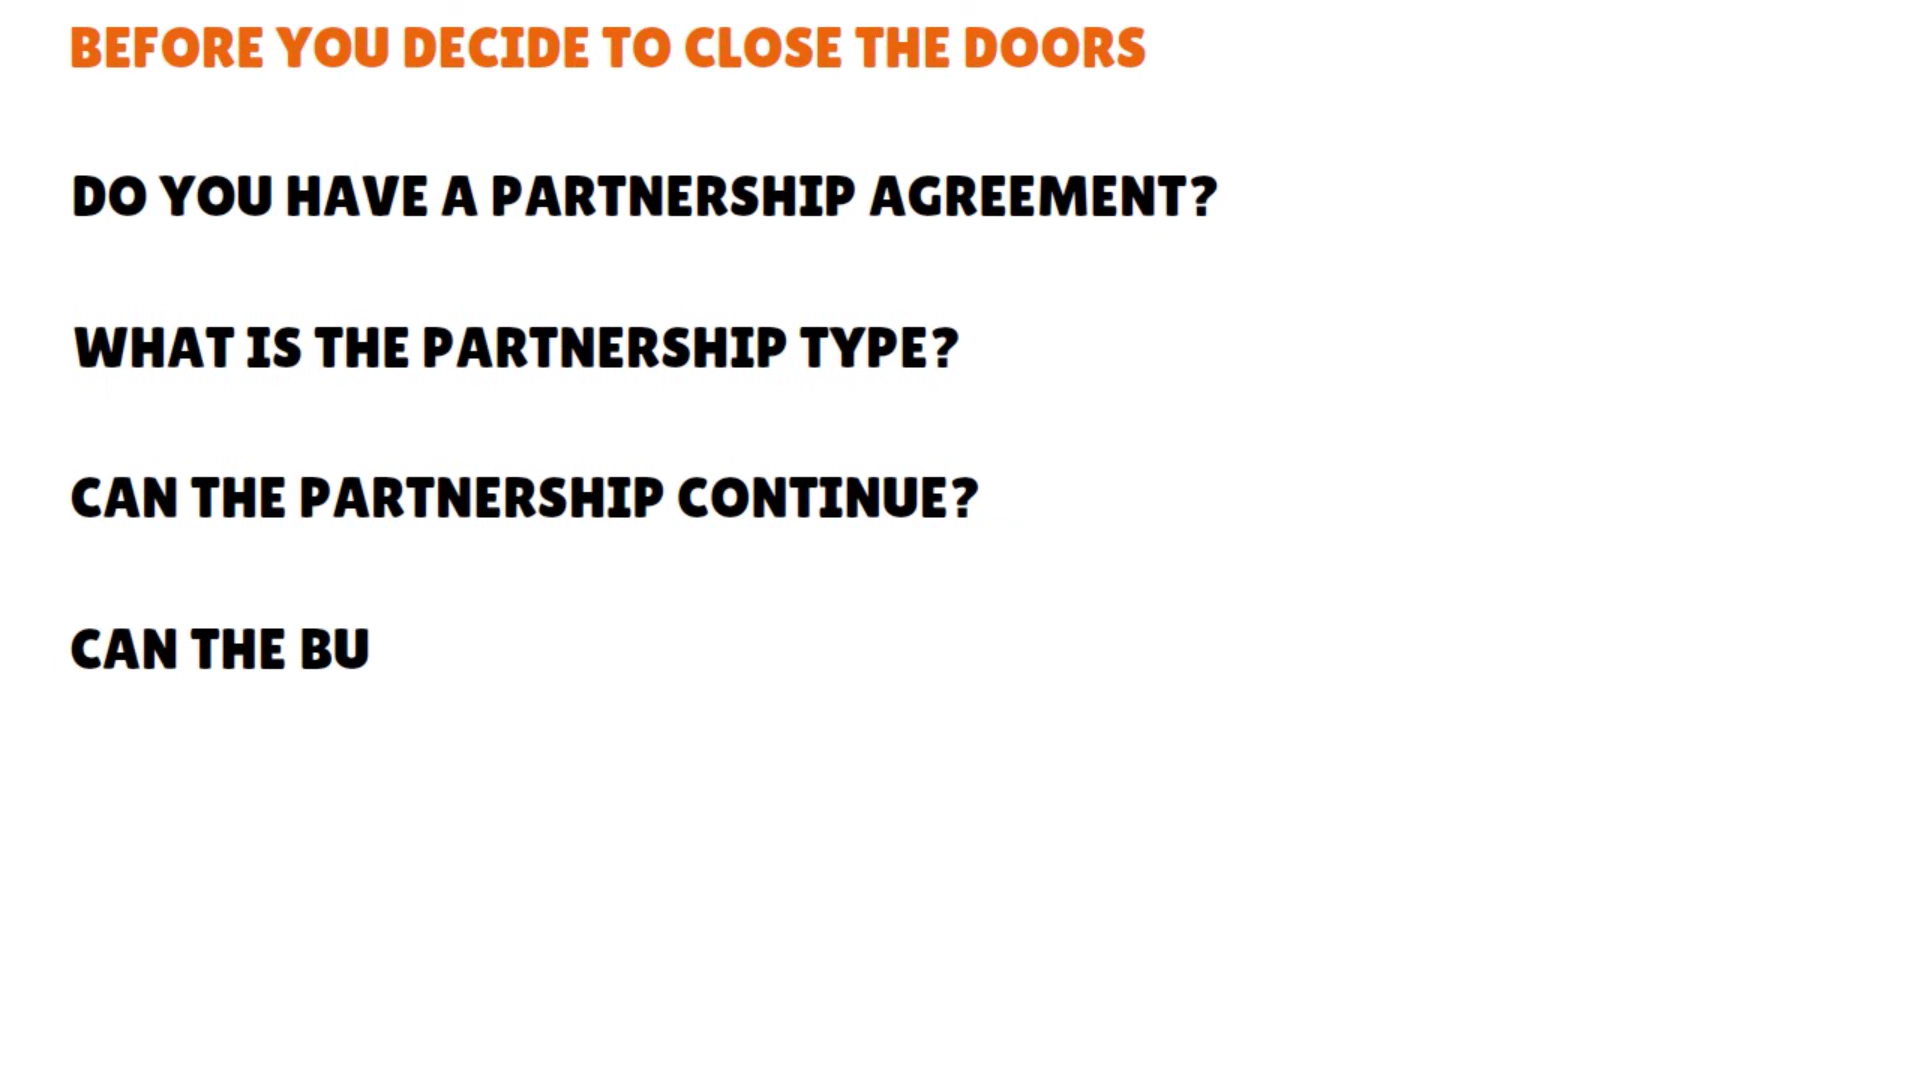 BEFORE YOU DECIDE TO CLOSE THE DOORS
DO YOU HAVE A PARTNERSHIP AGREEMENT?
WHAT IS THE PARTNERSHIP TYPE?
CAN THE PARTNERSHIP CONTINUE?
CAN THE BU